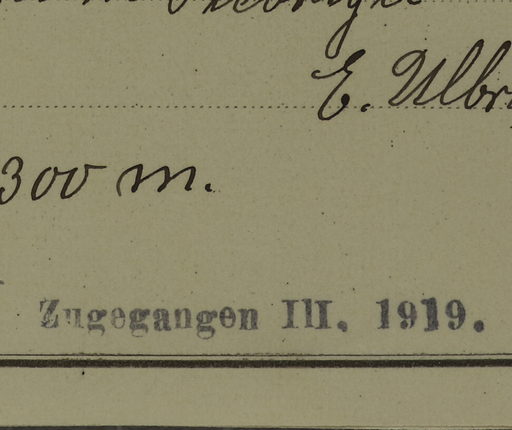 E. Ulbr
300 m.
Zugegangen III. 1919.